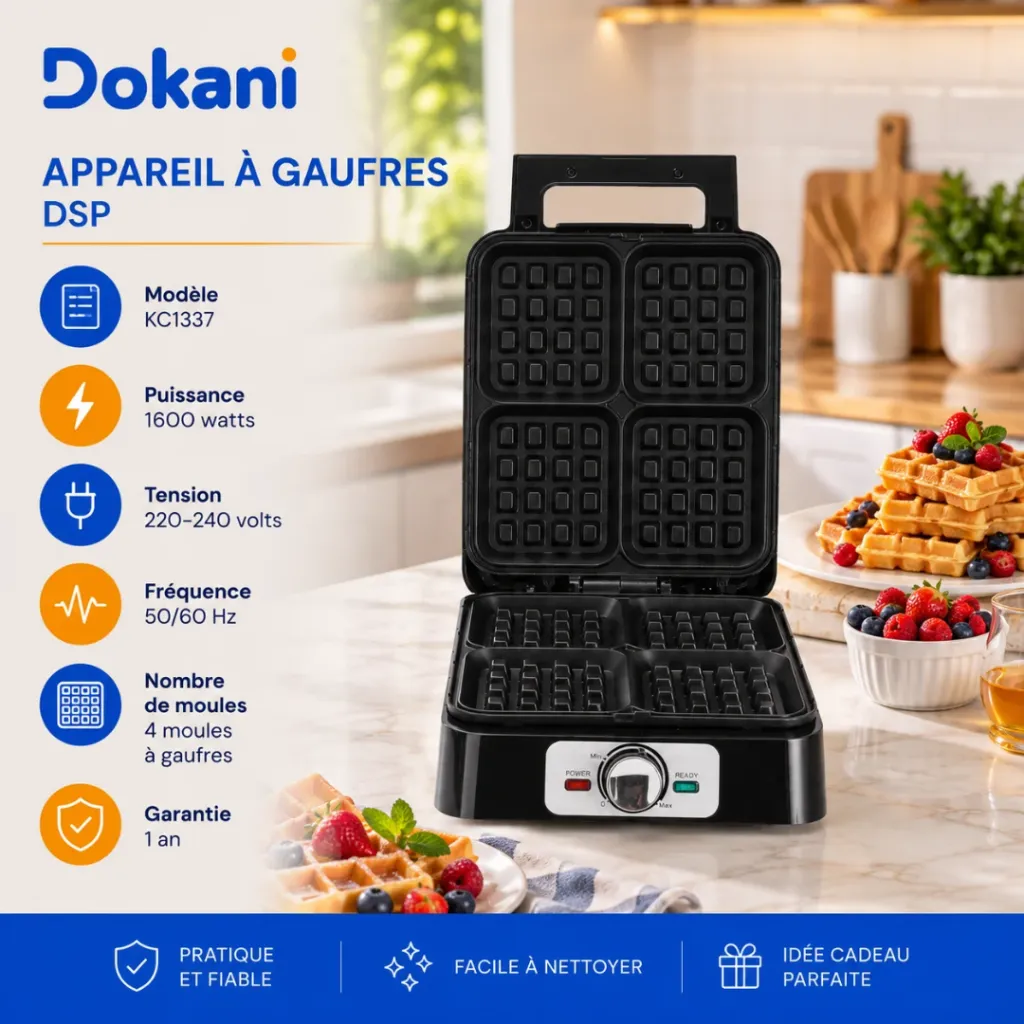 Dokani
APPAREIL À GAUFRES
DSP
Modèle
KC1337
Puissance
1600 watts
Tension
220-240 volts
Fréquence
50/60 Hz
Nombre
de moules
4 moules
à gaufres
Garantie
1 an
Min
POWER
READY
0
Max
PRATIQUE
ET FIABLE
FACILE À NETTOYER
IDÉE CADEAU
PARFAITE